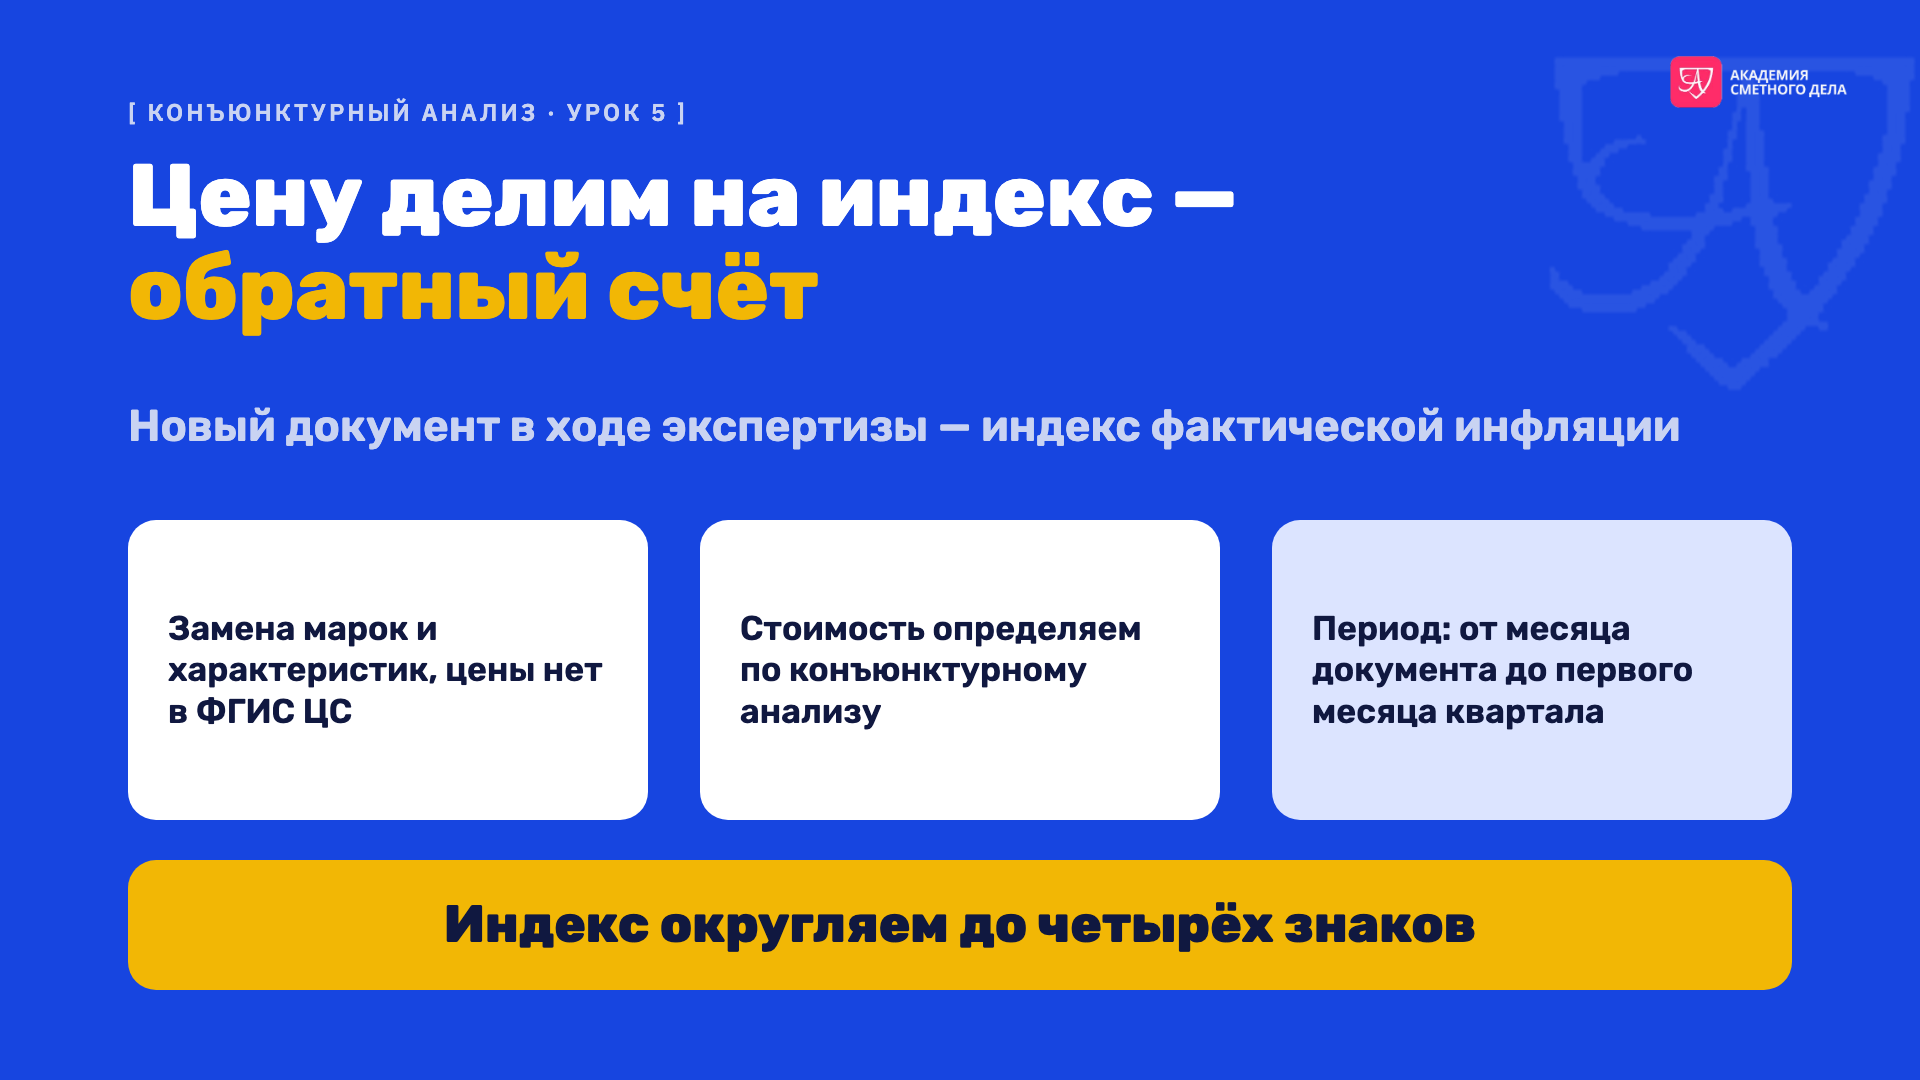 [ КОНЪЮНКТУРНЫЙ АНАЛИЗ · УРОК 5 ]
АКАДЕМИЯ
СМЕТНОГО ДЕЛА
Цену делим на индекс —
обратный счёт
Новый документ в ходе экспертизы — индекс фактической инфляции
Замена марок и
характеристик, цены нет
в ФГИС ЦС
Стоимость определяем
по конъюнктурному
анализу
Период: от месяца
документа до первого
месяца квартала
Индекс округляем до четырёх знаков